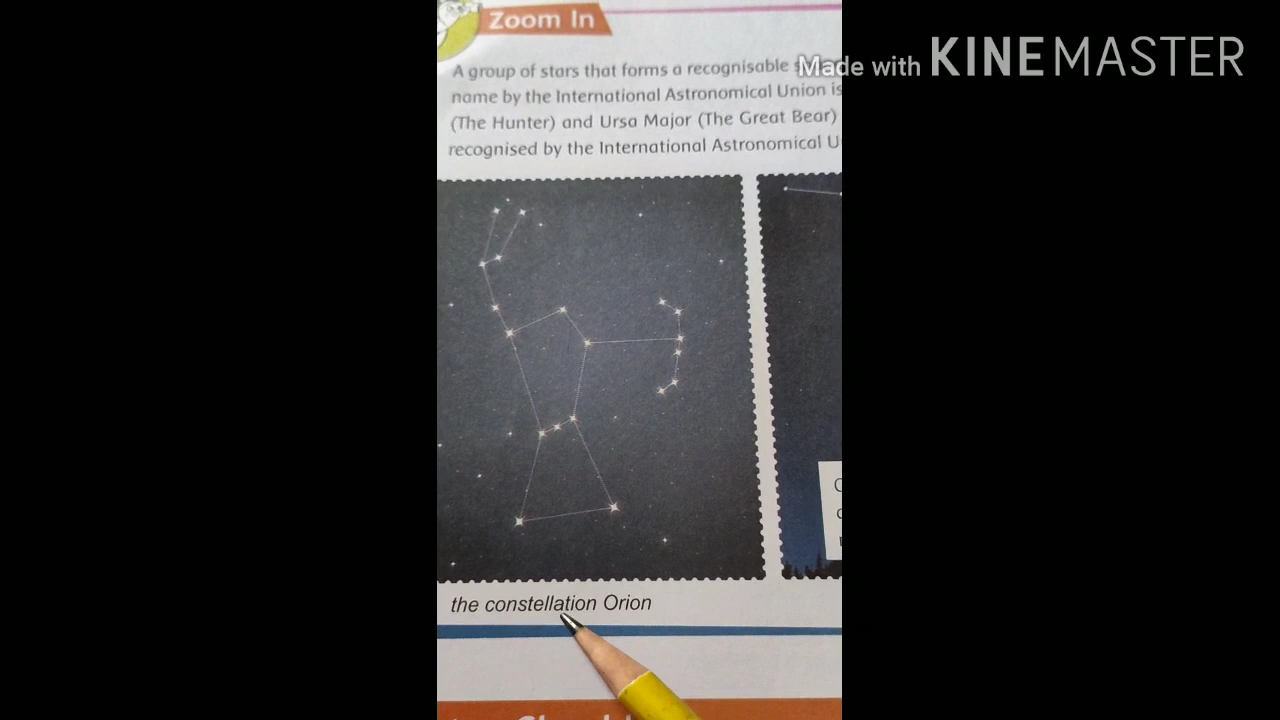 Zoom In
Made with KINEMASTER
A group of stars that forms a recognisable
name by the International Astronomical Union is
(The Hunter) and Ursa Major (The Great Bear)
recognised by the International Astronomical U
the constellation Orion